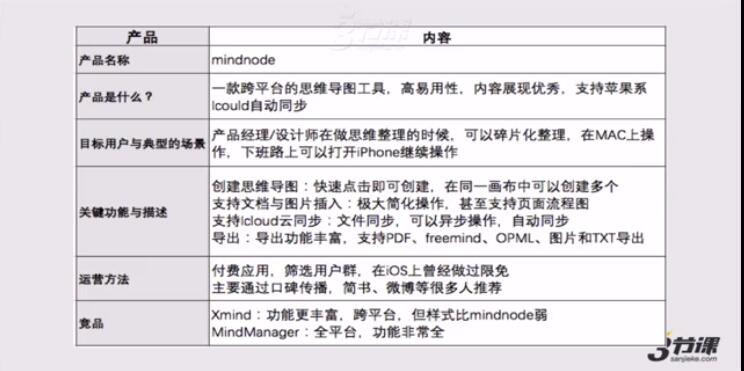 产品 内容
产品名称 mindnode
产品是什么？ 一款跨平台的思维导图工具，高易用性，内容展现优秀，支持苹果系
Icould自动同步
目标用户与典型的场景 产品经理/设计师在做思维整理的时候，可以碎片化整理，在MAC上操
作，下班路上可以打开iPhone继续操作
关键功能与描述
创建思维导图：快速点击即可创建，在同一画布中可以创建多个
支持文档与图片插入：极大简化操作，甚至支持页面流程图
支持Icloud云同步：文件同步，可以异步操作，自动同步
导出：导出功能丰富，支持PDF、freemind、OPML、图片和TXT导出
运营方法 付费应用，筛选用户群，在iOS上曾经做过限免
主要通过口碑传播，简书、微博等很多人推荐
竞品 Xmind：功能更丰富，跨平台，但样式比mindnode弱
MindManager：全平台，功能非常全
3节课
sanjieke.com